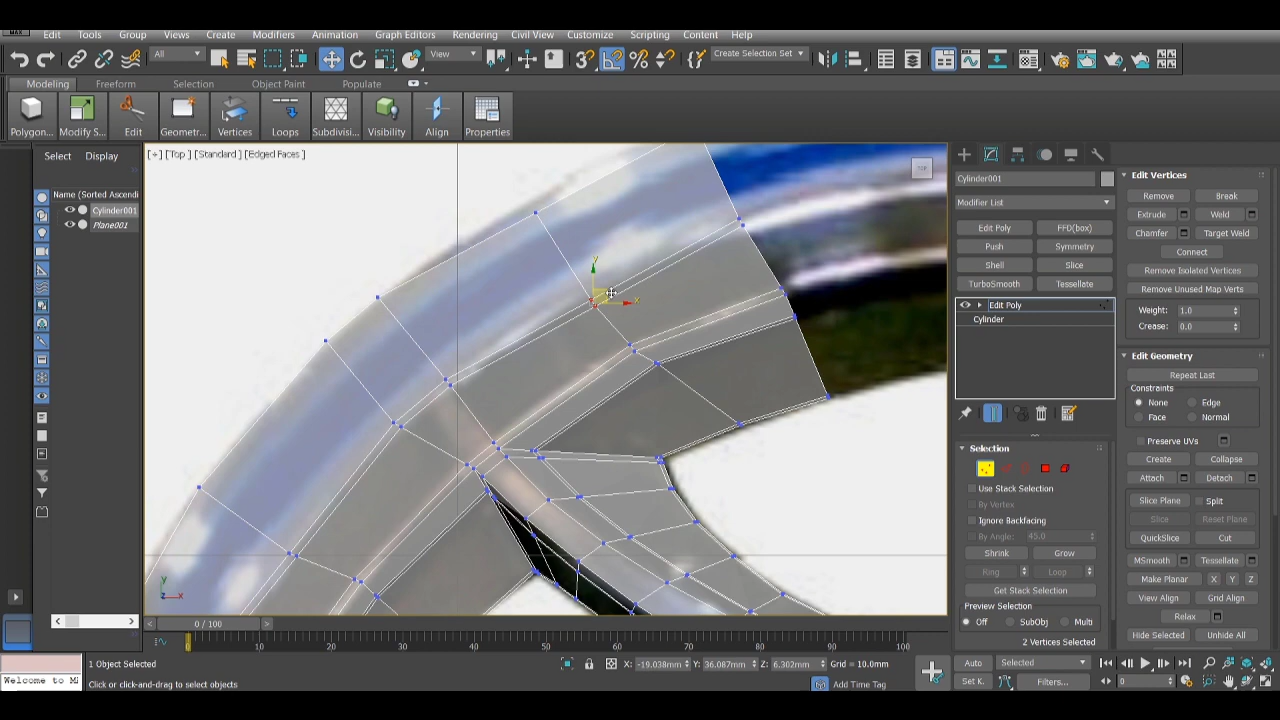 MAX
Edit Tools Group Views Create Modifiers Animation Graph Editors Rendering Civil View Customize Scripting Content Help
All View Create Selection Set
Modeling Freeform Selection Object Paint Populate
Polygon... Modify S... Edit Geometr... Vertices Loops Subdivisi... Visibility Align Properties
Select Display
Name (Sorted Ascendi
Cylinder001
Plane001
[+] [Top ] [Standard ] [Edged Faces ]
TOP
y
x
y
z x
Cylinder001
Modifier List
Edit Poly FFD(box)
Push Symmetry
Shell Slice
TurboSmooth Tessellate
Edit Poly
Cylinder
Selection
Use Stack Selection
By Vertex
Ignore Backfacing
By Angle: 45.0
Shrink Grow
Ring Loop
Get Stack Selection
Preview Selection
Off SubObj Multi
2 Vertices Selected
Edit Vertices
Remove Break
Extrude Weld
Chamfer Target Weld
Connect
Remove Isolated Vertices
Remove Unused Map Verts
Weight: 1.0
Crease: 0.0
Edit Geometry
Repeat Last
Constraints
None Edge
Face Normal
Preserve UVs
Create Collapse
Attach Detach
Slice Plane Split
Slice Reset Plane
QuickSlice Cut
MSmooth Tessellate
Make Planar X Y Z
View Align Grid Align
Relax
Hide Selected Unhide All
< >
< 0 / 100 >
0 10 20 30 40 50 60 70 80 90 100
1 Object Selected
X: -19.038mm Y: 36.087mm Z: 6.302mm Grid = 10.0mm
Auto Selected
Welcome to M
Click or click-and-drag to select objects
Add Time Tag
Set K. Filters... 0